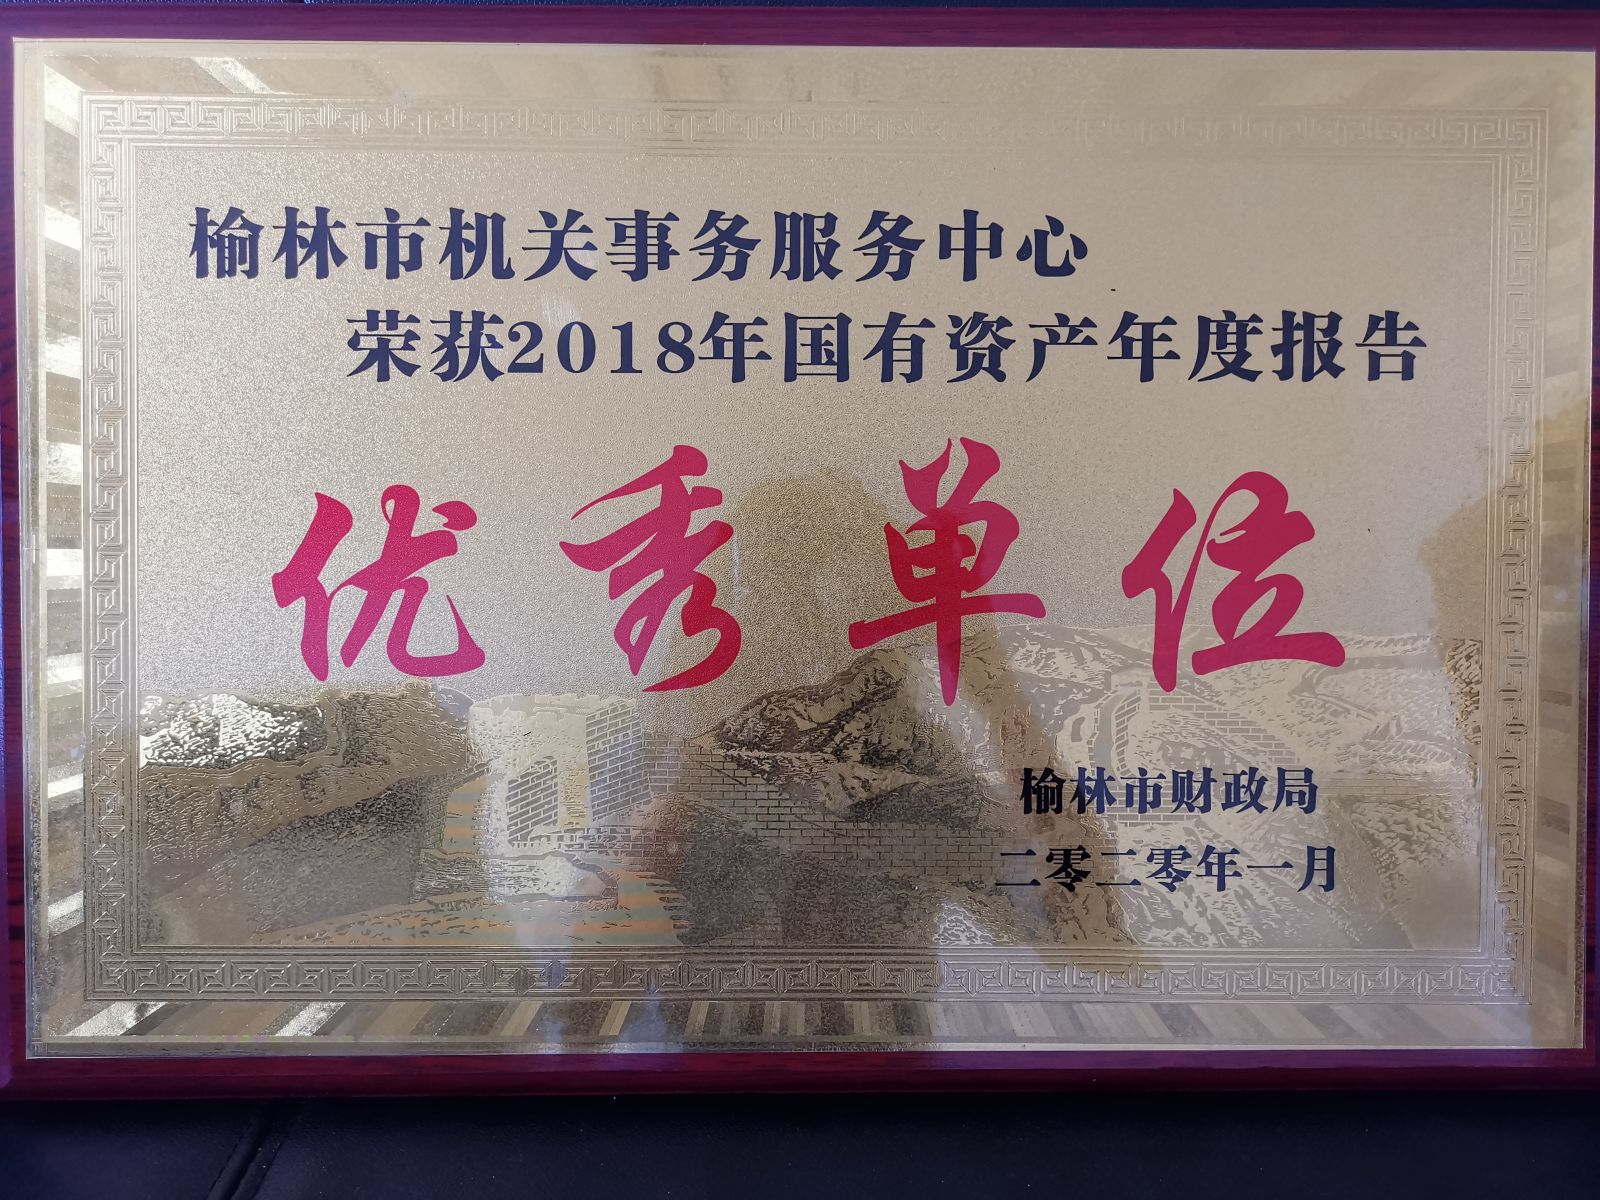 榆林市机关事务服务中心
荣获2018年国有资产年度报告
优秀单位
榆林市财政局
二零二零年一月